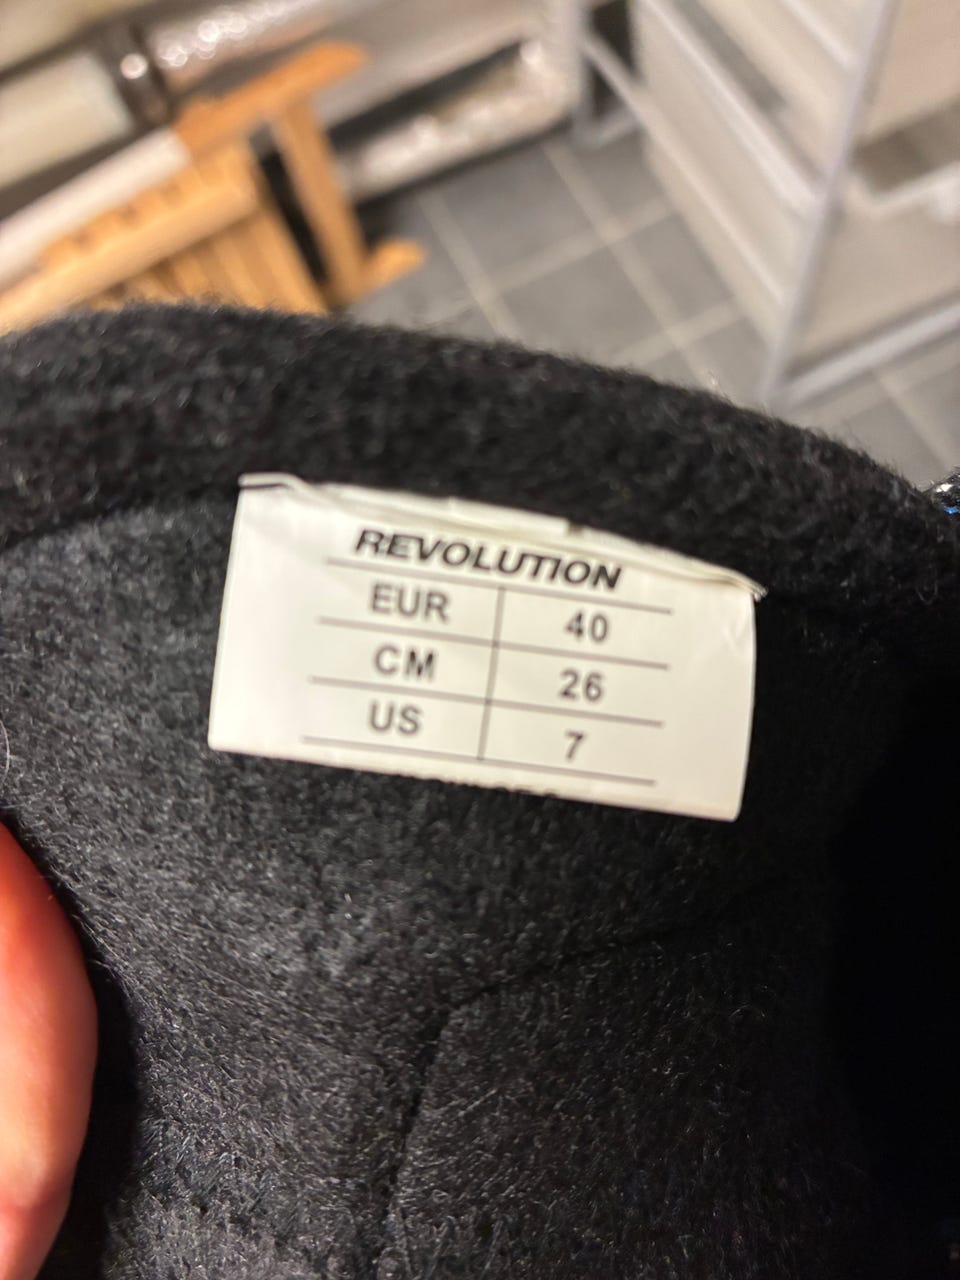 REVOLUTION
EUR 40
CM 26
US 7